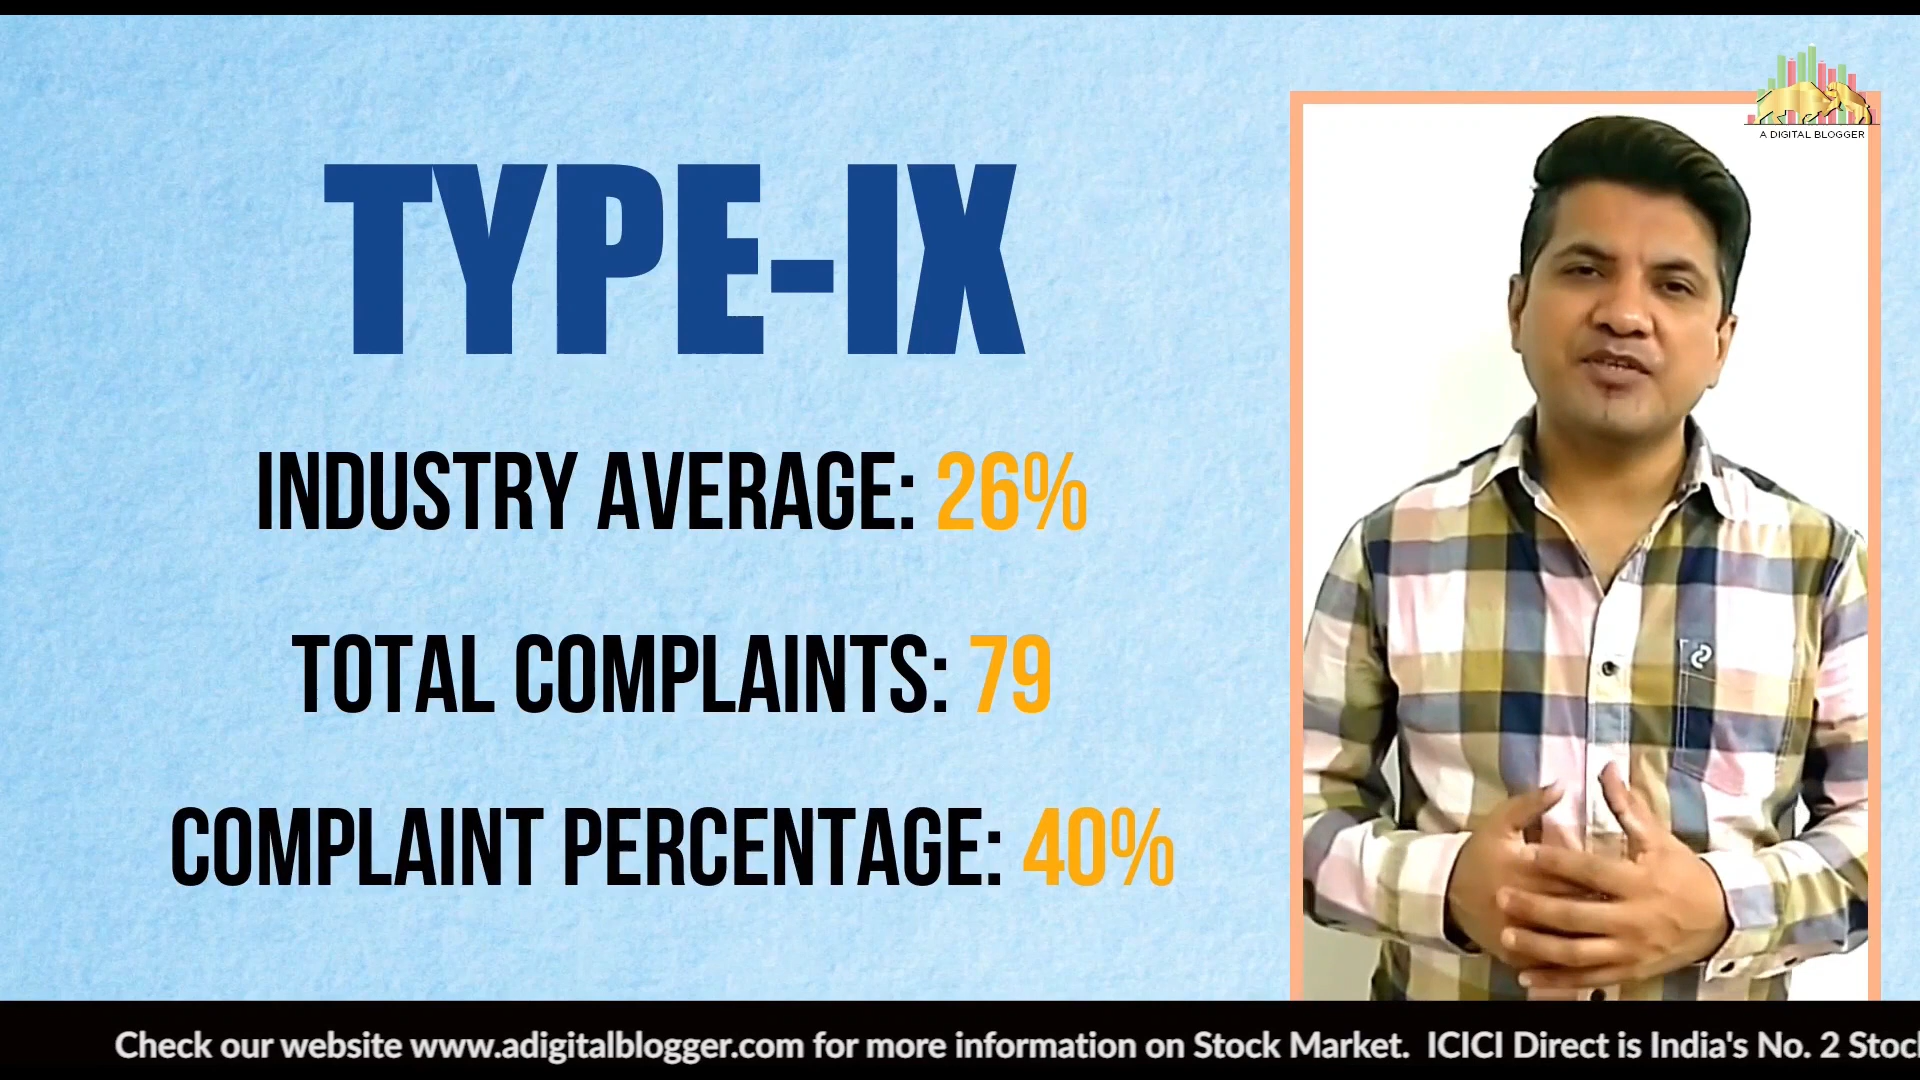 A DIGITAL BLOGGER
TYPE-IX
INDUSTRY AVERAGE: 26%
TOTAL COMPLAINTS: 79
COMPLAINT PERCENTAGE: 40%
Check our website www.adigitalblogger.com for more information on Stock Market. ICICI Direct is India's No. 2